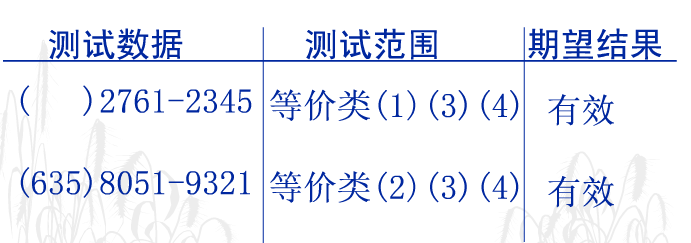 测试数据 测试范围 期望结果
(   )2761-2345 等价类(1)(3)(4) 有效
(635)8051-9321 等价类(2)(3)(4) 有效